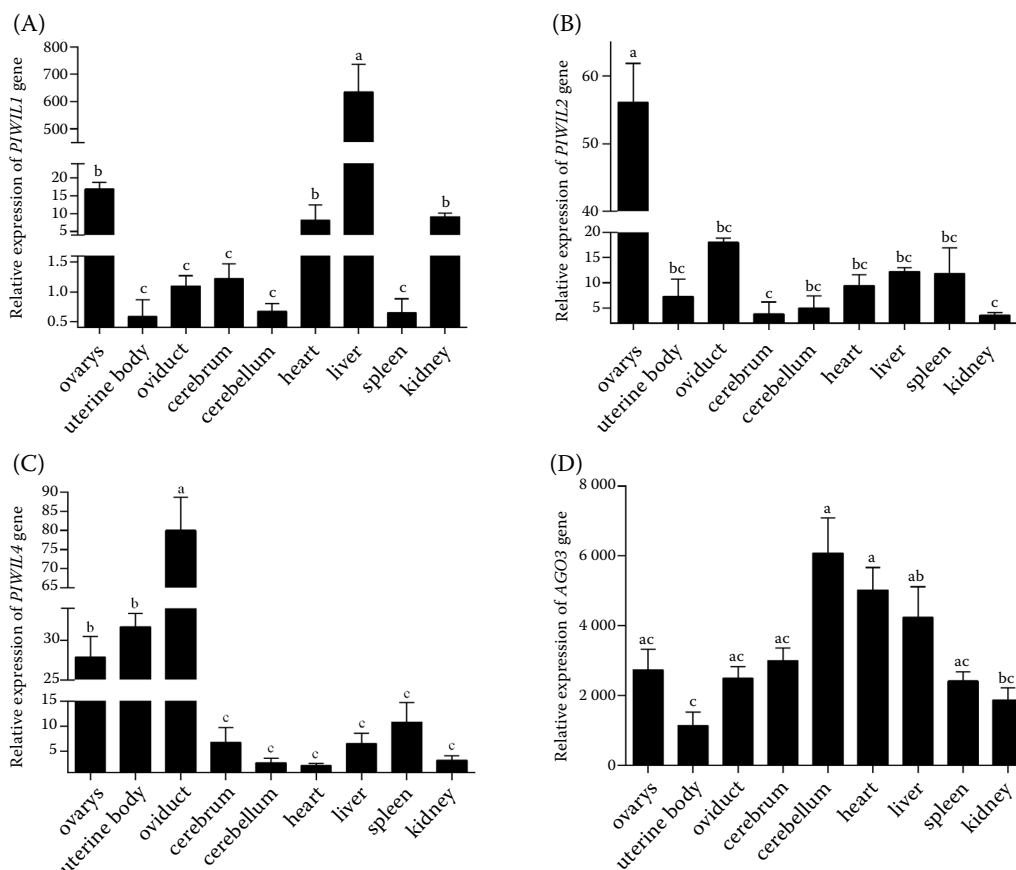 (A)
Relative expression of PIWIL1 gene
800
700
600
500
20
15
10
5
1.5
1.0
0.5
b
c
c
c
c
b
a
c
b
ovarys
uterine body
oviduct
cerebrum
cerebellum
heart
liver
spleen
kidney
(B)
Relative expression of PIWIL2 gene
60
50
40
20
15
10
5
a
bc
bc
c
bc
bc
bc
bc
c
ovarys
uterine body
oviduct
cerebrum
cerebellum
heart
liver
spleen
kidney
(C)
Relative expression of PIWIL4 gene
90
85
80
75
70
65
30
25
15
10
5
b
b
a
c
c
c
c
c
c
ovarys
uterine body
oviduct
cerebrum
cerebellum
heart
liver
spleen
kidney
(D)
Relative expression of AGO3 gene
8 000
6 000
4 000
2 000
0
ac
c
ac
ac
a
a
ab
ac
bc
ovarys
uterine body
oviduct
cerebrum
cerebellum
heart
liver
spleen
kidney